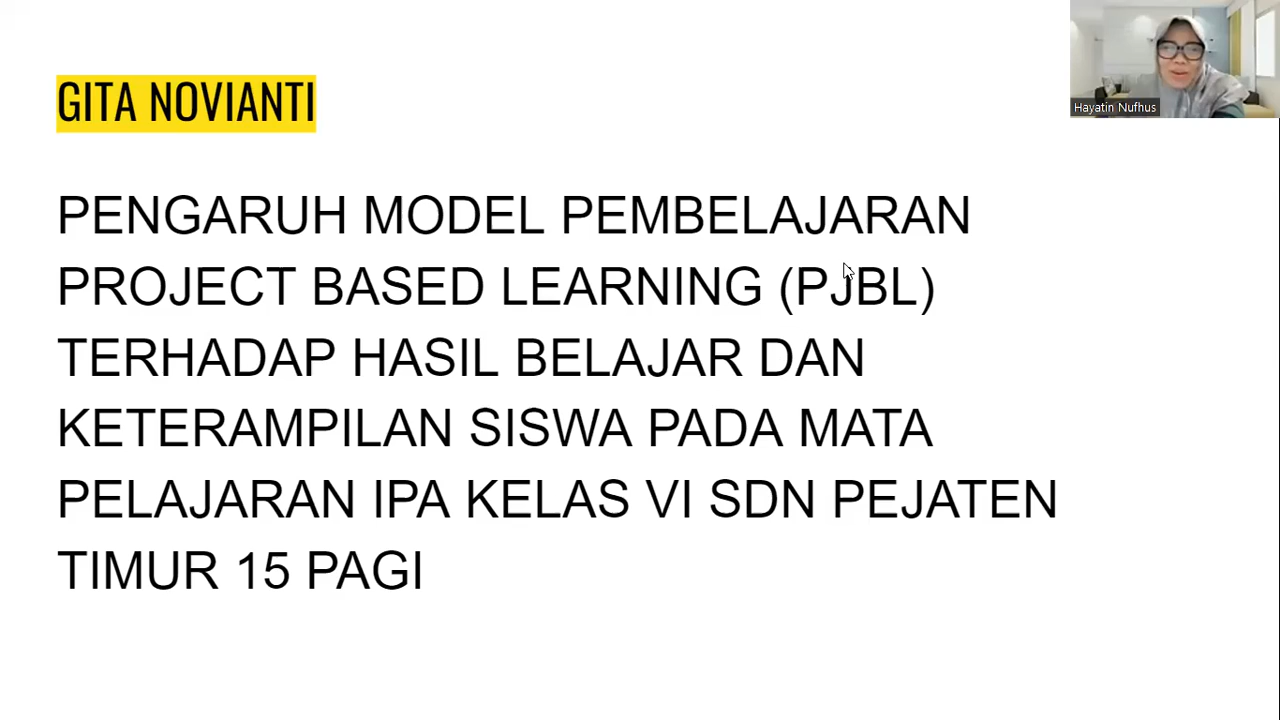 GITA NOVIANTI
Hayatin Nufhus
PENGARUH MODEL PEMBELAJARAN
PROJECT BASED LEARNING (PJBL)
TERHADAP HASIL BELAJAR DAN
KETERAMPILAN SISWA PADA MATA
PELAJARAN IPA KELAS VI SDN PEJATEN
TIMUR 15 PAGI